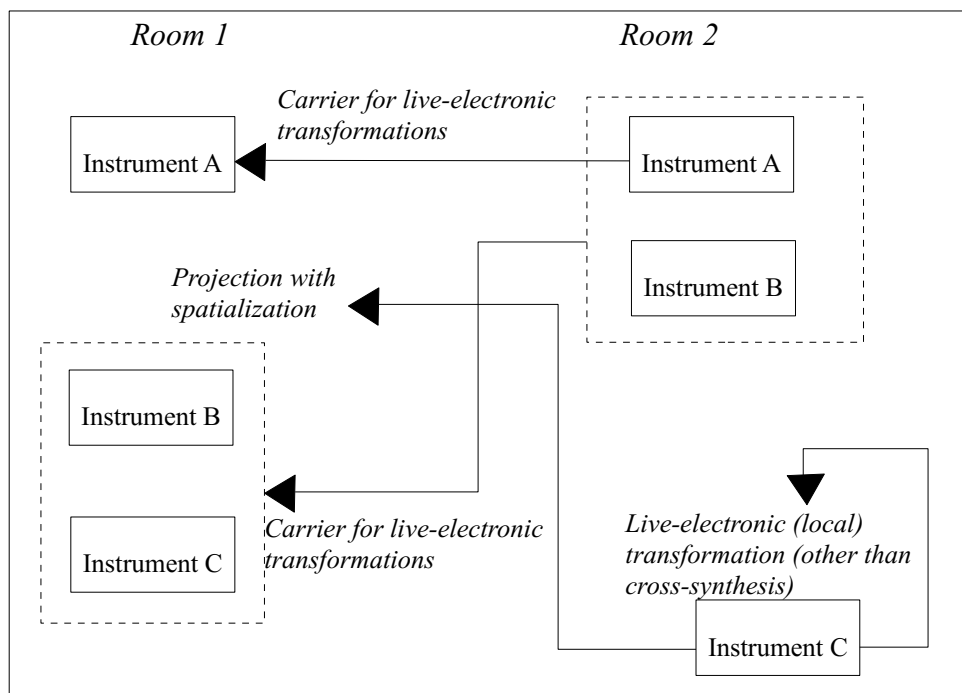 Room 1
Room 2
Carrier for live-electronic
transformations
Instrument A
Instrument A
Instrument B
Projection with
spatialization
Instrument B
Instrument C
Carrier for live-electronic
transformations
Live-electronic (local)
transformation (other than
cross-synthesis)
Instrument C